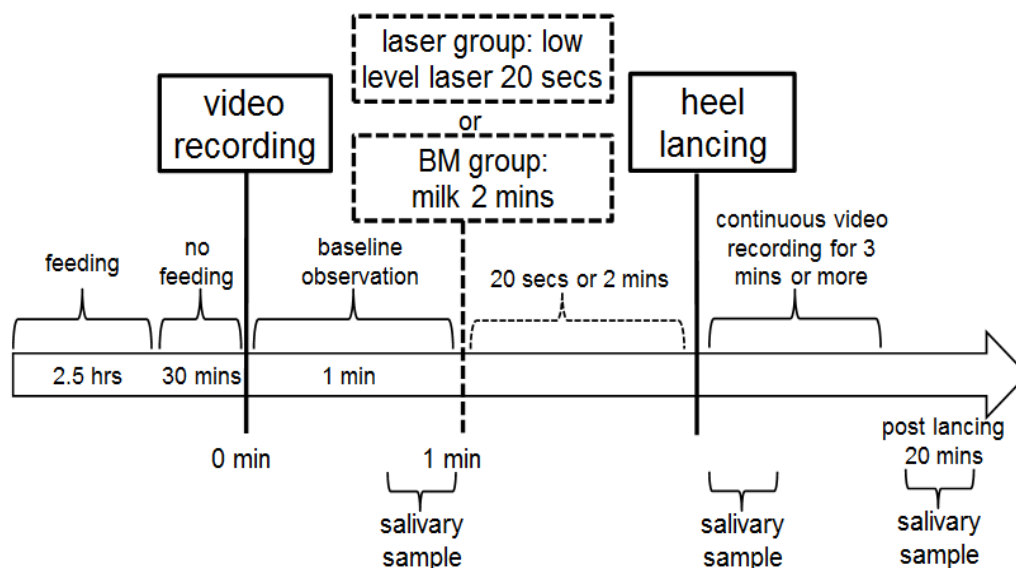 laser group: low
level laser 20 secs
or
BM group:
milk 2 mins
video
recording
heel
lancing
feeding
no
feeding
baseline
observation
20 secs or 2 mins
continuous video
recording for 3
mins or more
2.5 hrs
30 mins
1 min
0 min
1 min
post lancing
20 mins
salivary
sample
salivary
sample
salivary
sample